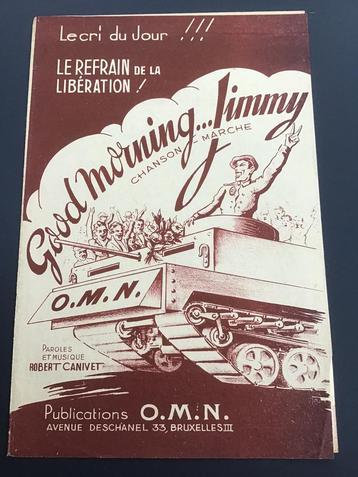 Le cri du Jour !!!
LE REFRAIN DE LA
LIBÉRATION !
Good morning... Jimmy
CHANSON - MARCHE
O.M.N.
PAROLES
ET MUSIQUE
ROBERT CANIVET
Publications O.M.N.
AVENUE DESCHANEL 33, BRUXELLES III